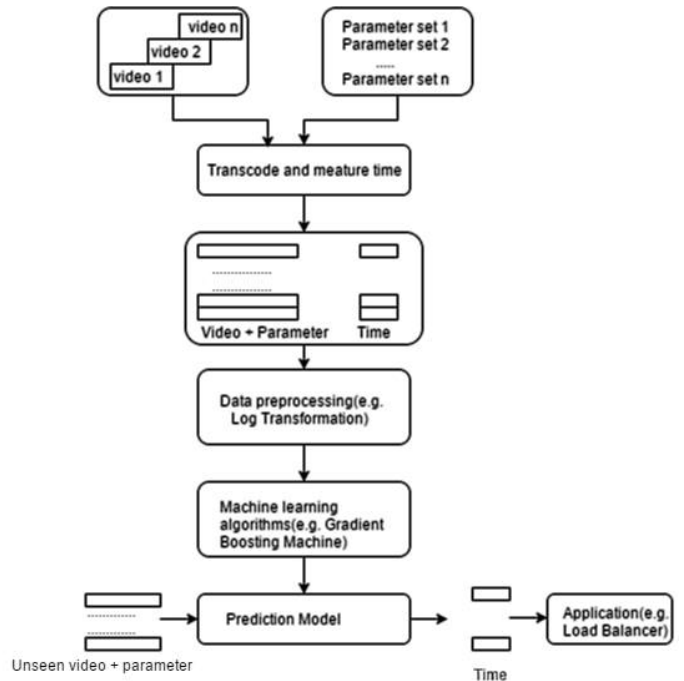 video n
video 2
video 1
Parameter set 1
Parameter set 2
.....
Parameter set n
Transcode and meature time
Video + Parameter
Time
Data preprocessing(e.g.
Log Transformation)
Machine learning
algorithms(e.g. Gradient
Boosting Machine)
Prediction Model
Application(e.g.
Load Balancer)
Unseen video + parameter
Time